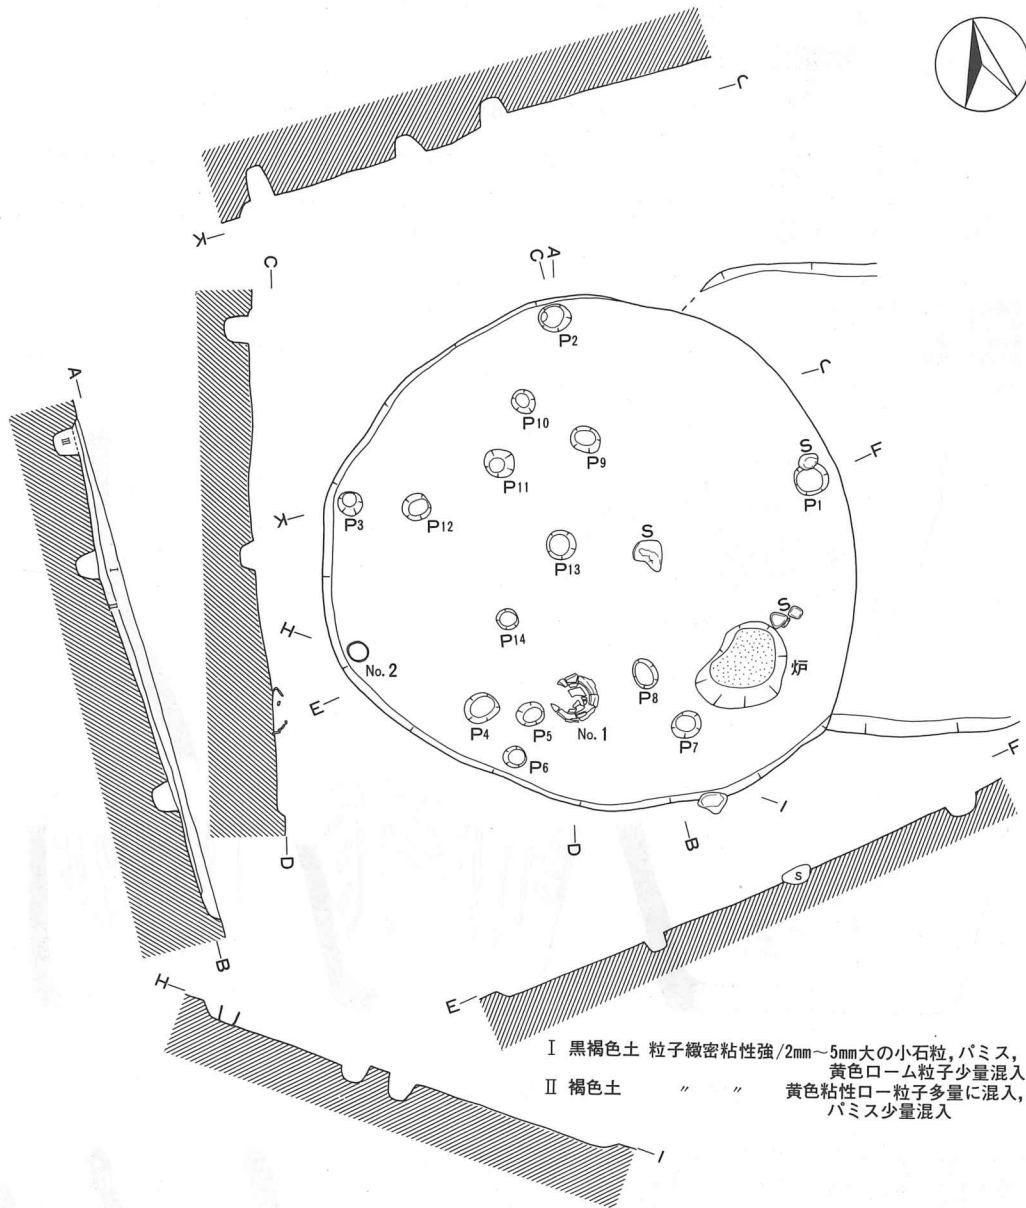 J
K
C
A
C A
P2
J
P10
P9
F
S
P11
P1
K
P3
P12
S
P13
III
I
II
S
P14
H
炉
No.2
P8
E
P4
P5
No.1
P7
P6
F
I
D
B
D
S
B
H
E
I
Ⅰ 黒褐色土 粒子緻密粘性強/2mm~5mm大の小石粒,パミス,
黄色ローム粒子少量混入
Ⅱ 褐色土 〃 〃 黄色粘性ロー粒子多量に混入,
パミス少量混入